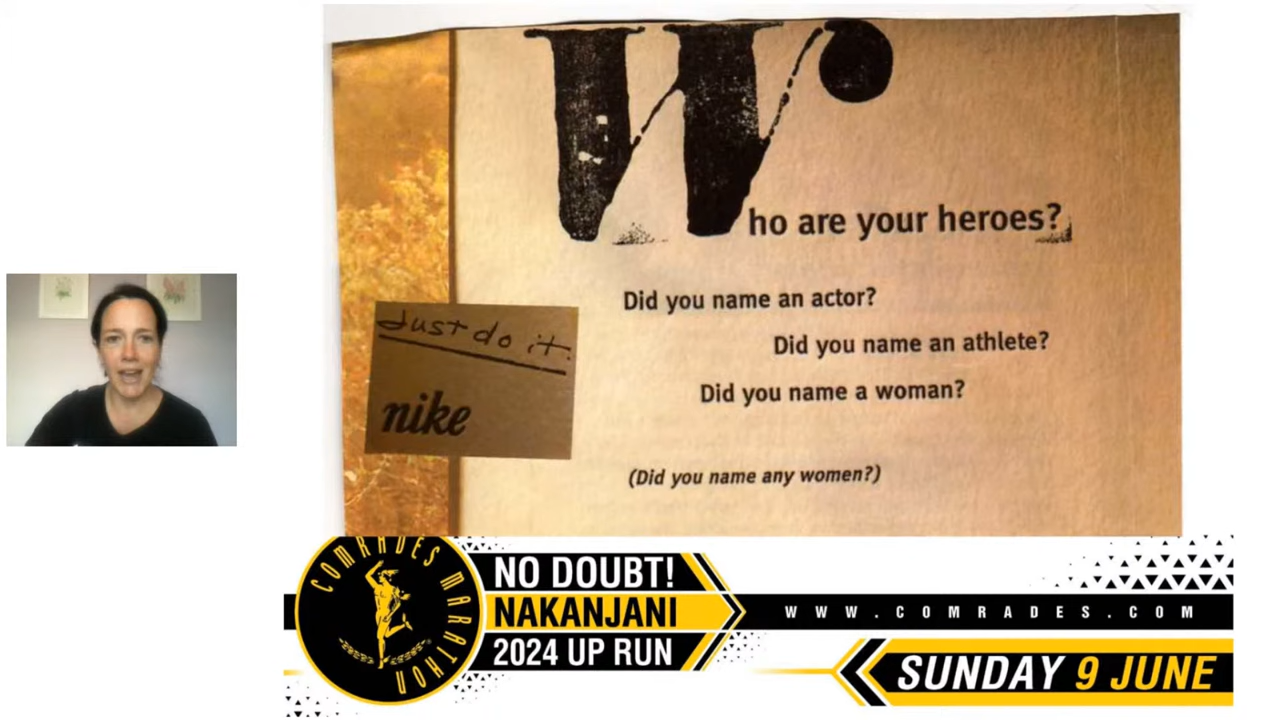 Who are your heroes?
Did you name an actor?
Did you name an athlete?
Did you name a woman?
(Did you name any women?)
Just do it.
nike
COMRADES MARATHON
NO DOUBT!
NAKANJANI
2024 UP RUN
WWW.COMRADES.COM
SUNDAY 9 JUNE